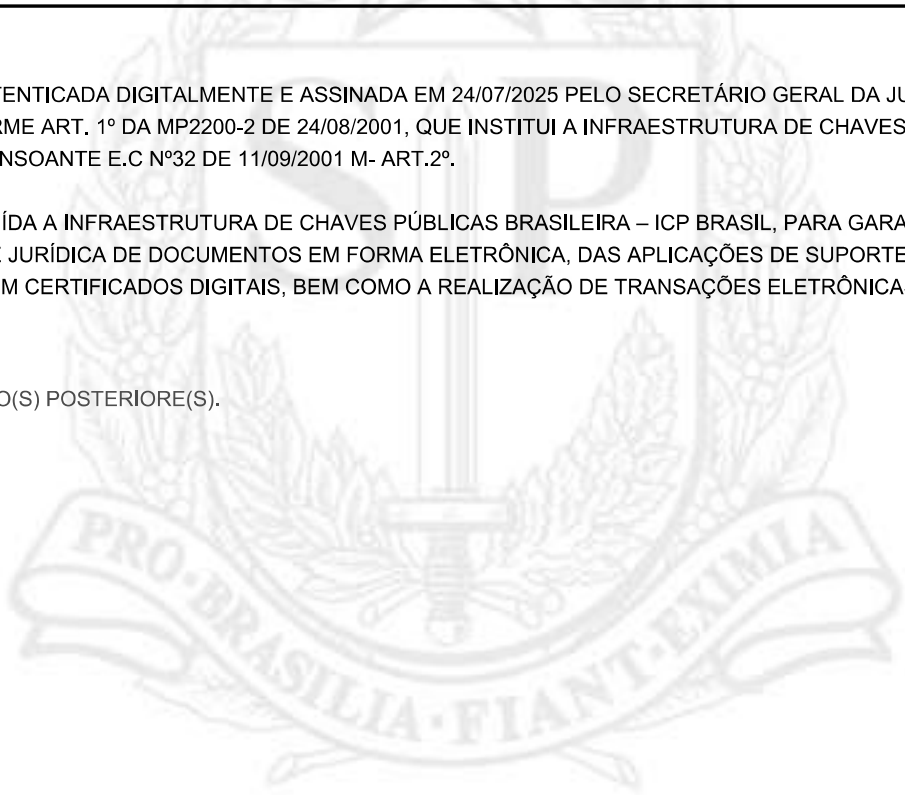 TENTICADA DIGITALMENTE E ASSINADA EM 24/07/2025 PELO SECRETÁRIO GERAL DA JU
RME ART. 1º DA MP2200-2 DE 24/08/2001, QUE INSTITUI A INFRAESTRUTURA DE CHAVES
NSOANTE E.C Nº32 DE 11/09/2001 M- ART.2º.
ÍDA A INFRAESTRUTURA DE CHAVES PÚBLICAS BRASILEIRA – ICP BRASIL, PARA GARA
E JURÍDICA DE DOCUMENTOS EM FORMA ELETRÔNICA, DAS APLICAÇÕES DE SUPORTE
M CERTIFICADOS DIGITAIS, BEM COMO A REALIZAÇÃO DE TRANSAÇÕES ELETRÔNICAS
O(S) POSTERIORE(S).
SP
PRO·BRASILIA·FIANT·EXIMIA